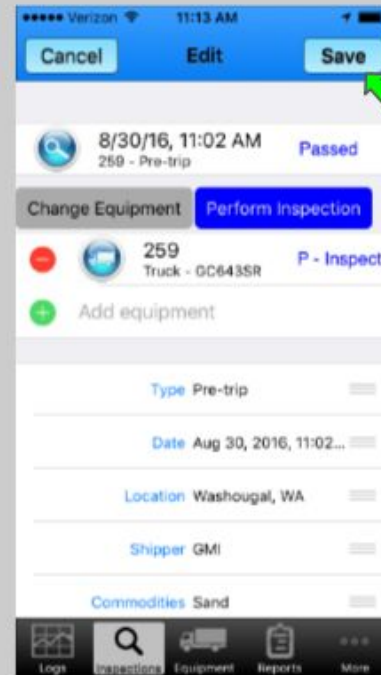 Verizon 11:13 AM
Cancel Edit Save
8/30/16, 11:02 AM Passed
259 - Pre-trip
Change Equipment Perform Inspection
259 P - Inspect
Truck - GC643SR
Add equipment
Type Pre-trip
Date Aug 30, 2016, 11:02...
Location Washougal, WA
Shipper GMI
Commodities Sand
Logs Inspections Equipment Reports More